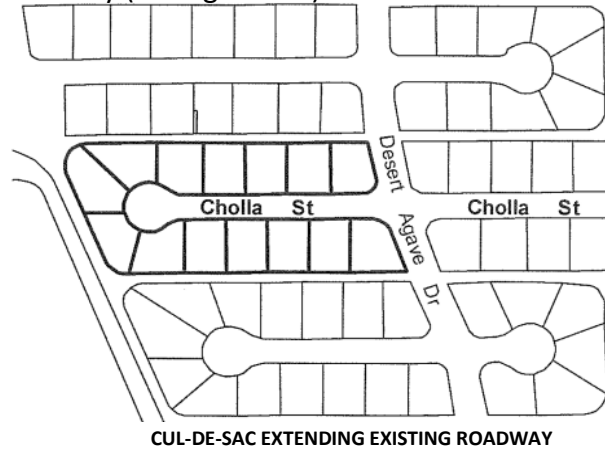 Desert Agave Dr
Cholla St
Cholla St
CUL-DE-SAC EXTENDING EXISTING ROADWAY